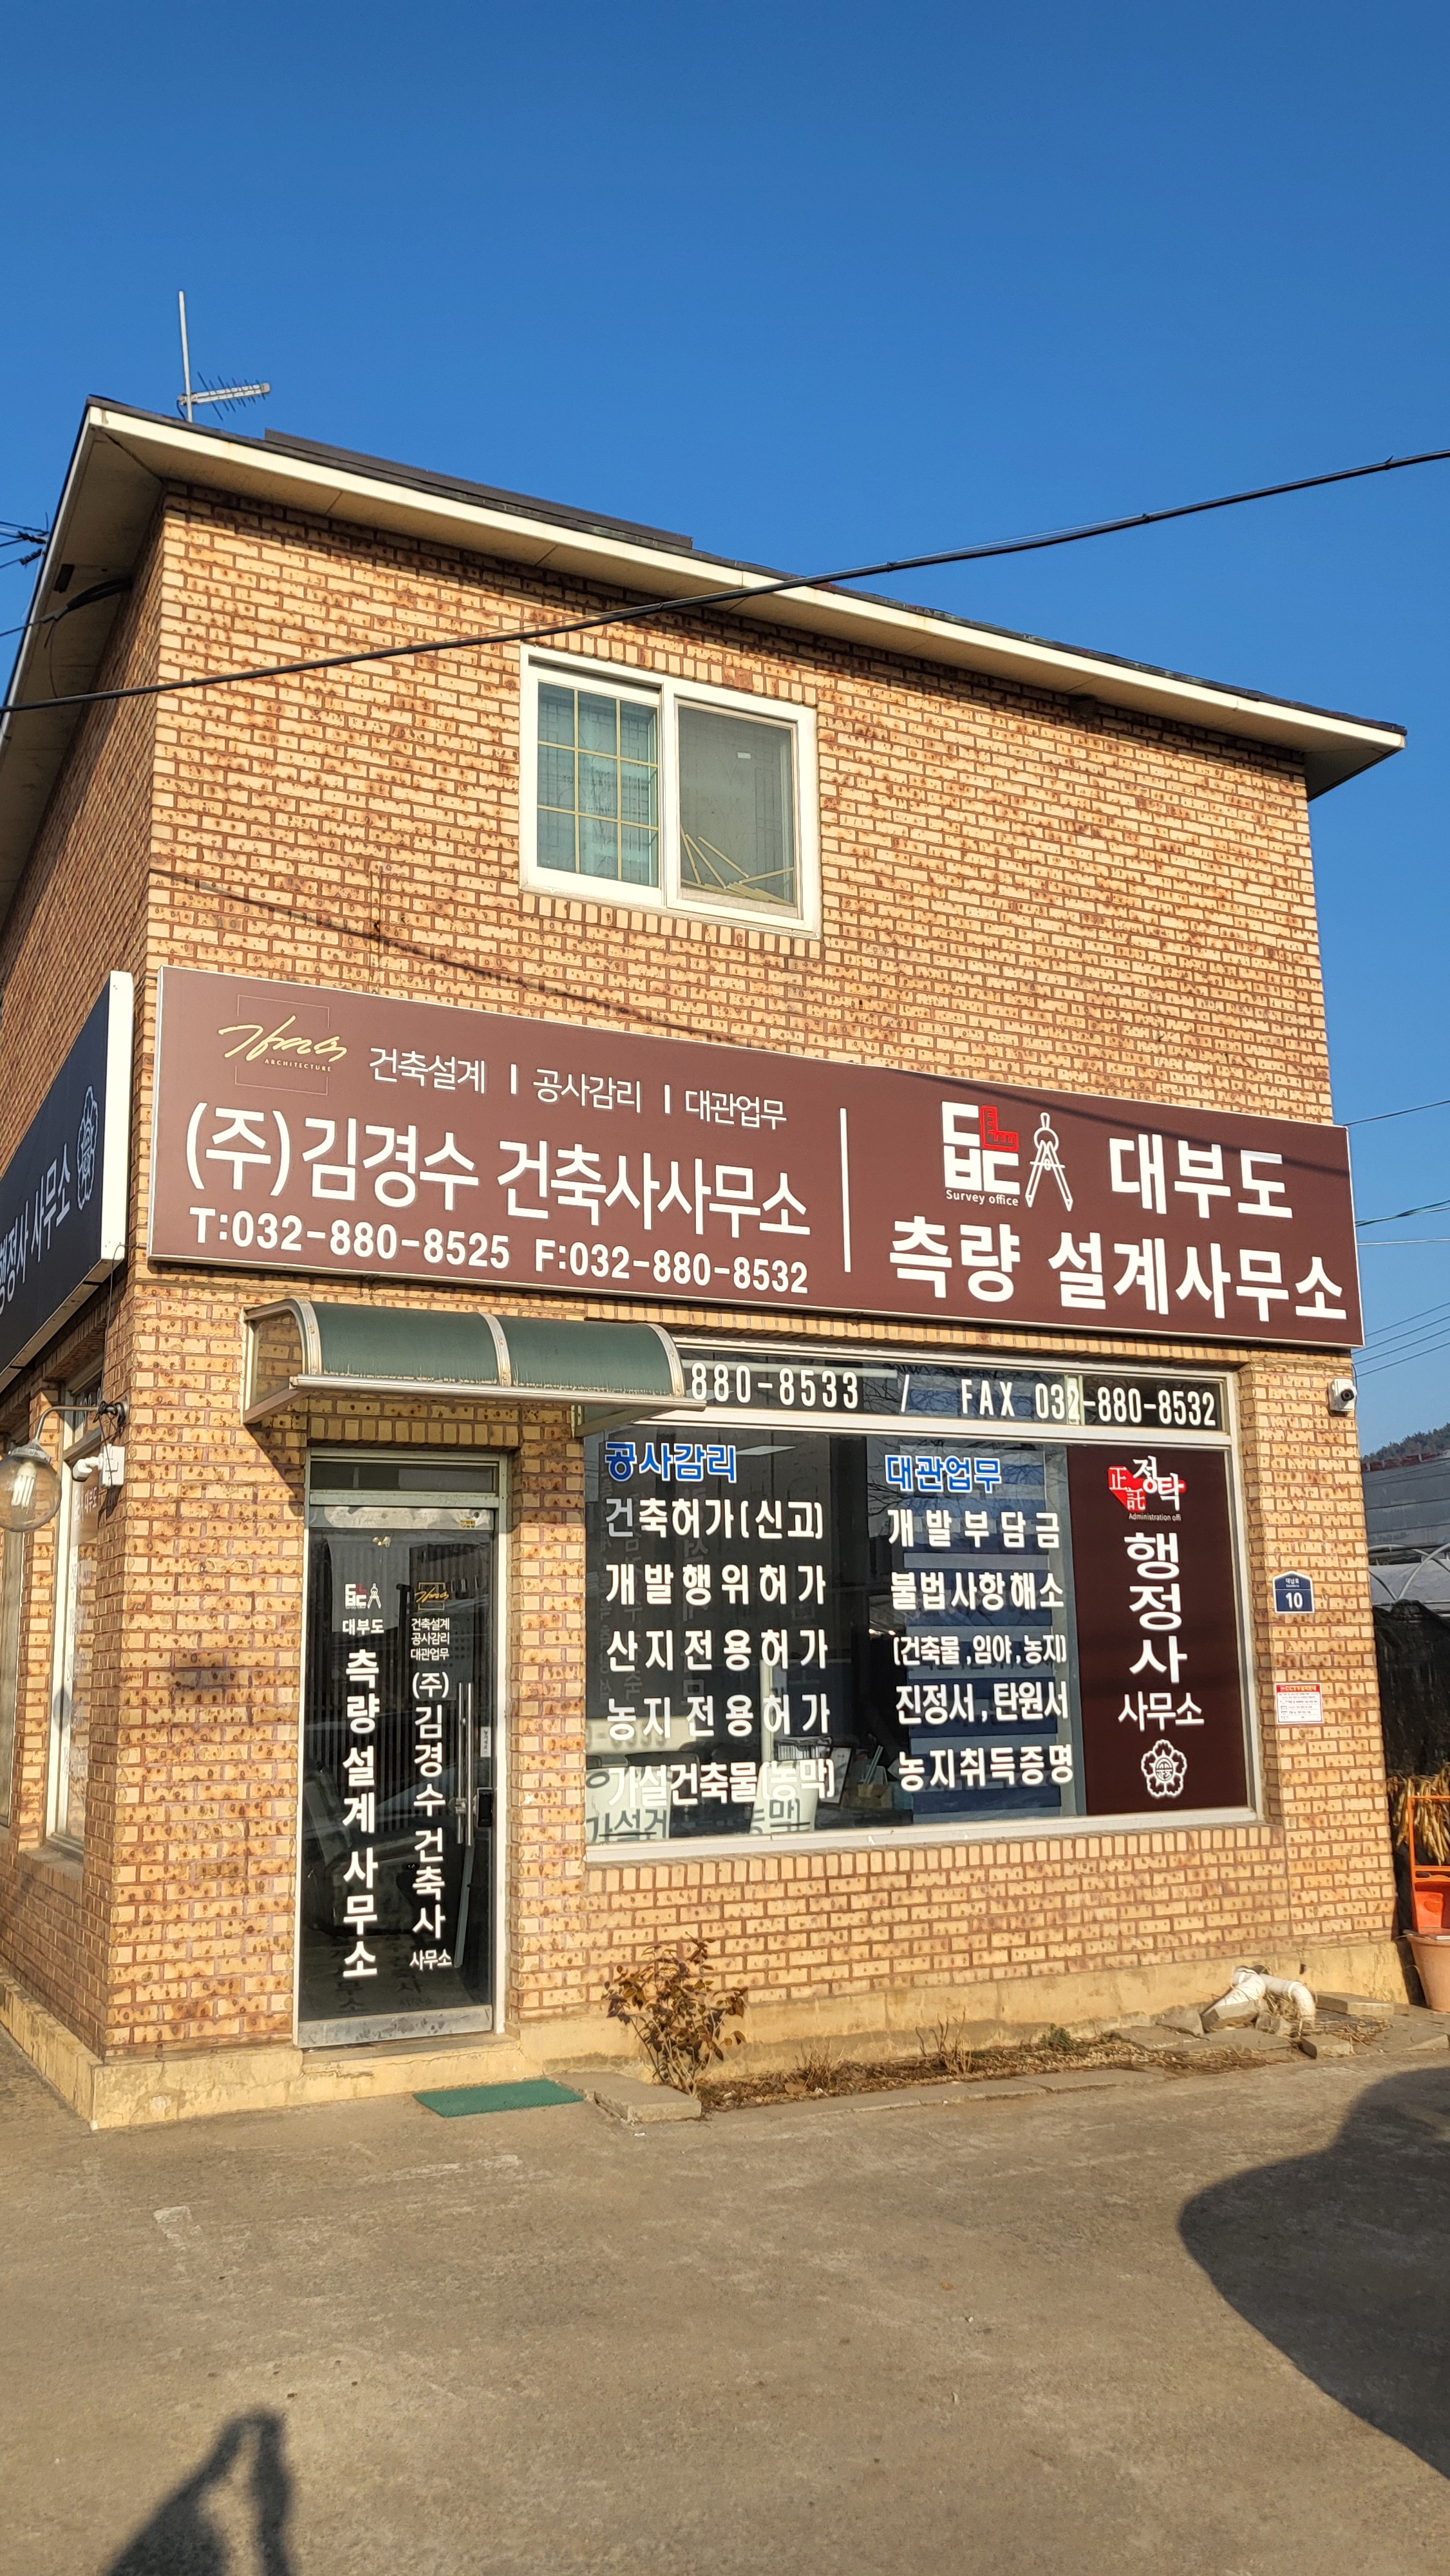 ARCHITECTURE
건축설계 | 공사감리 | 대관업무
(주)김경수 건축사사무소
T:032-880-8525 F:032-880-8532
Survey office
대부도
측량 설계사무소
행정사 사무소
880-8533 / FAX 032-880-8532
공사감리
건축허가(신고)
개발행위허가
산지전용허가
농지전용허가
가설건축물(농막)
대관업무
개발부담금
불법사항해소
(건축물,임야,농지)
진정서,탄원서
농지취득증명
正託
정탁
Administration offi
행정사
사무소
10
대부도
측량설계사무소
건축설계
공사감리
대관업무
(주)김경수건축사
사무소